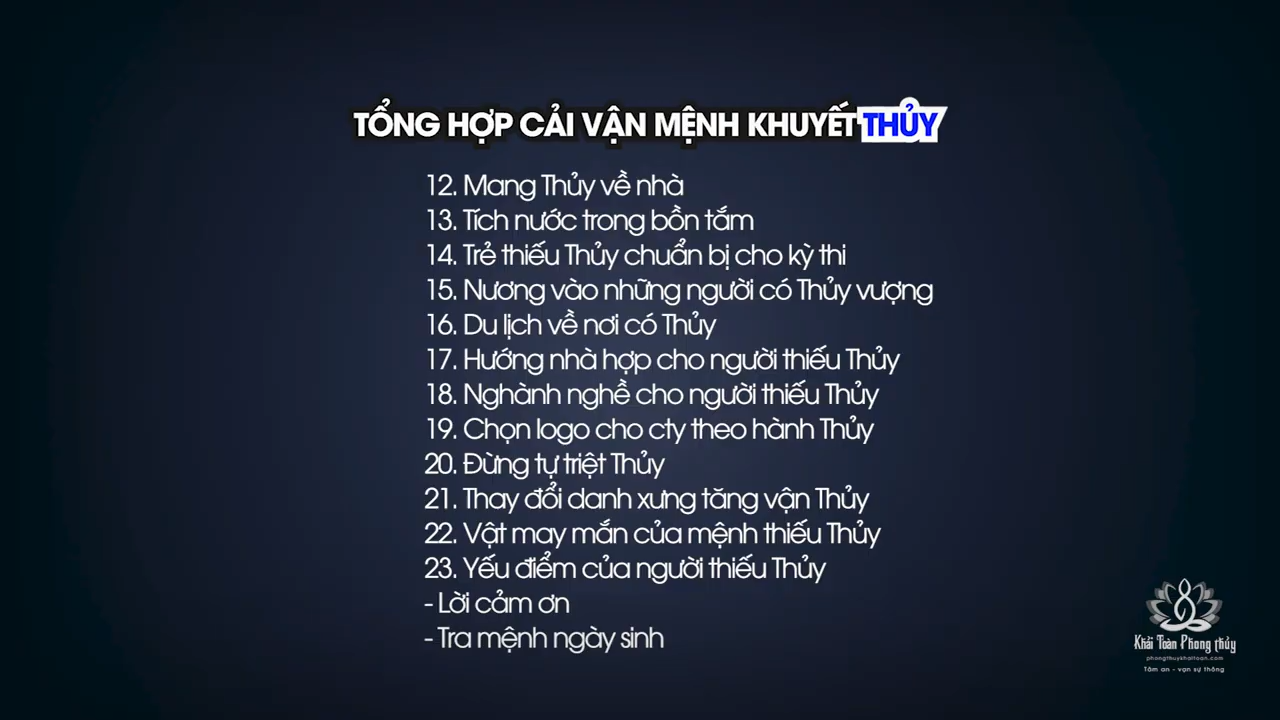 TỔNG HỢP CẢI VẬN MỆNH KHUYẾT THỦY
12. Mang Thủy về nhà
13. Tích nước trong bồn tắm
14. Trẻ thiếu Thủy chuẩn bị cho kỳ thi
15. Nương vào những người có Thủy vượng
16. Du lịch về nơi có Thủy
17. Hướng nhà hợp cho người thiếu Thủy
18. Nghành nghề cho người thiếu Thủy
19. Chọn logo cho cty theo hành Thủy
20. Đừng tự triệt Thủy
21. Thay đổi danh xưng tăng vận Thủy
22. Vật may mắn của mệnh thiếu Thủy
23. Yếu điểm của người thiếu Thủy
- Lời cảm ơn
- Tra mệnh ngày sinh
Khải Toàn Phong thủy
phongthuykhaitoan.com
Tâm an - vạn sự thông